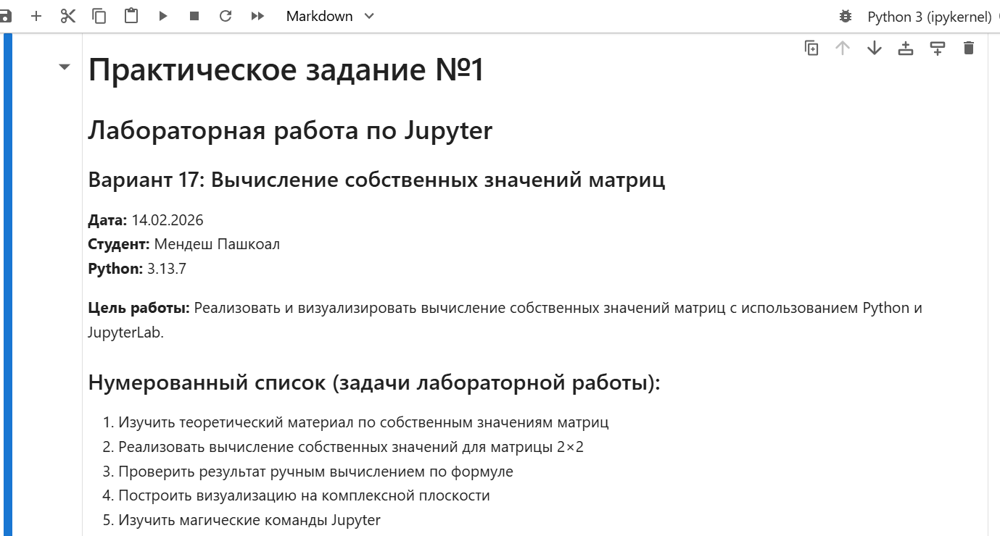 Markdown
Python 3 (ipykernel)
Практическое задание №1
Лабораторная работа по Jupyter
Вариант 17: Вычисление собственных значений матриц
Дата: 14.02.2026
Студент: Мендеш Пашкоал
Python: 3.13.7
Цель работы: Реализовать и визуализировать вычисление собственных значений матриц с использованием Python и
JupyterLab.
Нумерованный список (задачи лабораторной работы):
1. Изучить теоретический материал по собственным значениям матриц
2. Реализовать вычисление собственных значений для матрицы 2×2
3. Проверить результат ручным вычислением по формуле
4. Построить визуализацию на комплексной плоскости
5. Изучить магические команды Jupyter